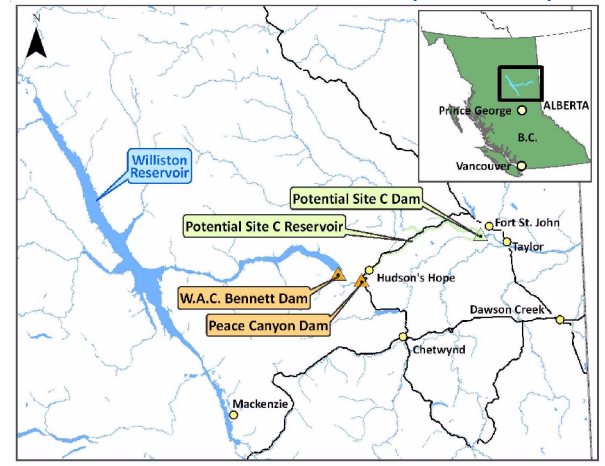 N
ALBERTA
Prince George
B.C.
Vancouver
Williston
Reservoir
Potential Site C Dam
Potential Site C Reservoir
Fort St. John
Taylor
Hudson's Hope
W.A.C. Bennett Dam
Peace Canyon Dam
Dawson Creek
Chetwynd
Mackenzie